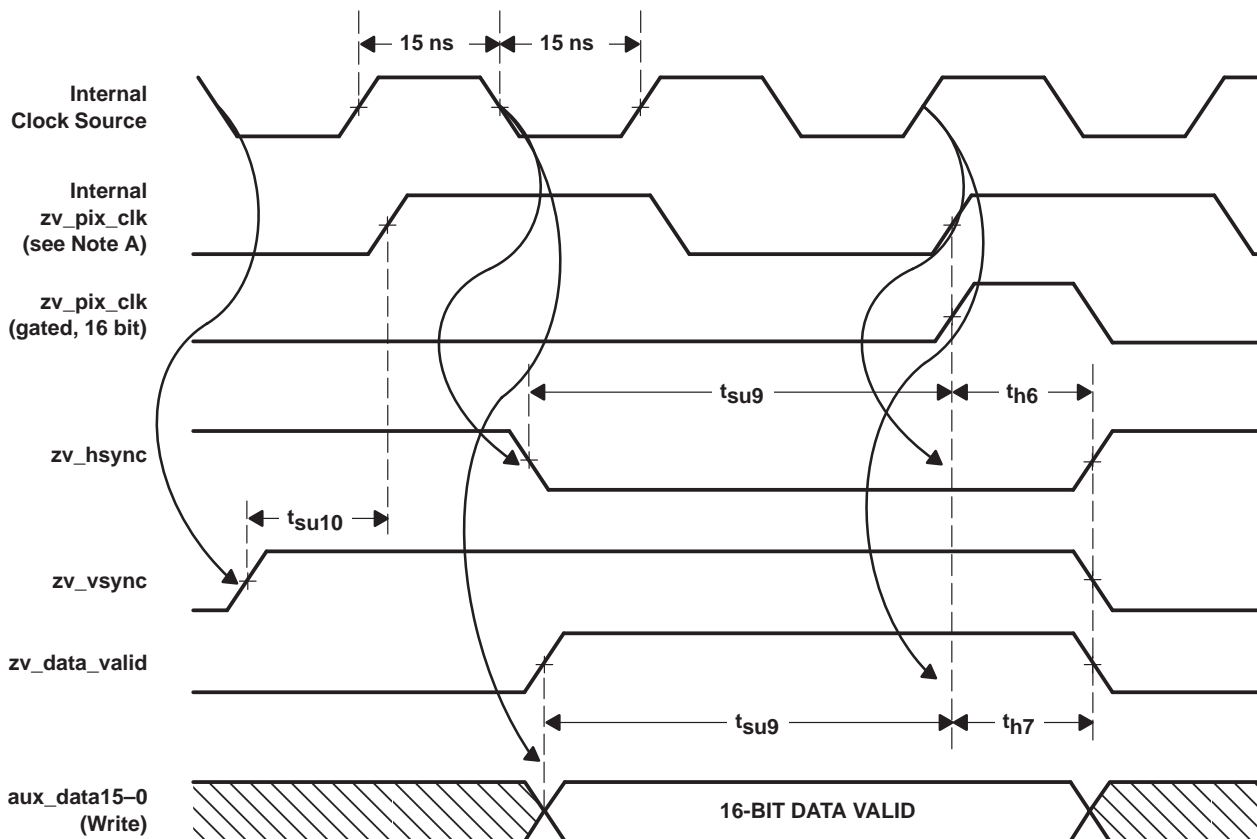 15 ns
15 ns
Internal
Clock Source
Internal
zv_pix_clk
(see Note A)
zv_pix_clk
(gated, 16 bit)
tsu9
th6
zv_hsync
tsu10
zv_vsync
zv_data_valid
tsu9
th7
aux_data15–0
(Write)
16-BIT DATA VALID